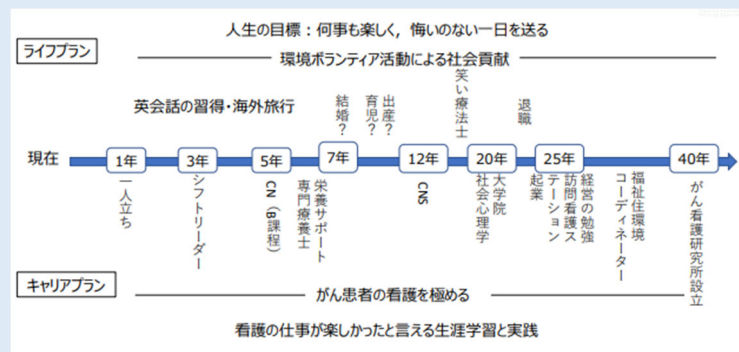 人生の目標：何事も楽しく，悔いのない一日を送る
ライフプラン
環境ボランティア活動による社会貢献
英会話の習得・海外旅行
結婚？
出産？
育児？
笑い療法士
退職
現在
1年
3年
5年
7年
12年
20年
25年
40年
一人立ち
シフトリーダー
CN（B課程）
栄養サポート
専門療養士
CNS
大学院
社会心理学
経営の勉強
訪問看護ス
テーション
起業
福祉住環境
コーディネーター
がん看護研究所設立
キャリアプラン
がん患者の看護を極める
看護の仕事が楽しかったと言える生涯学習と実践